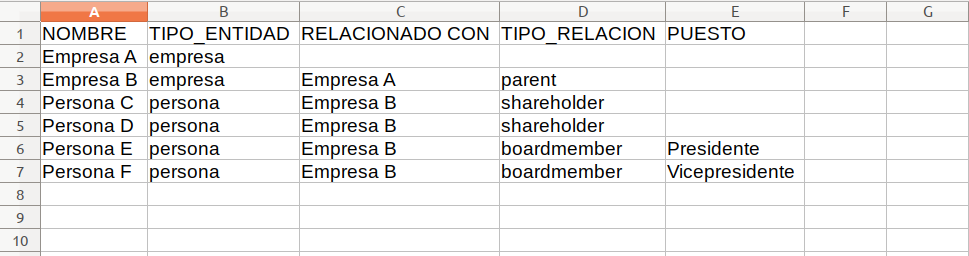 A B C D E F G
1 NOMBRE TIPO_ENTIDAD RELACIONADO CON TIPO_RELACION PUESTO
2 Empresa A empresa
3 Empresa B empresa Empresa A parent
4 Persona C persona Empresa B shareholder
5 Persona D persona Empresa B shareholder
6 Persona E persona Empresa B boardmember Presidente
7 Persona F persona Empresa B boardmember Vicepresidente
8
9
10